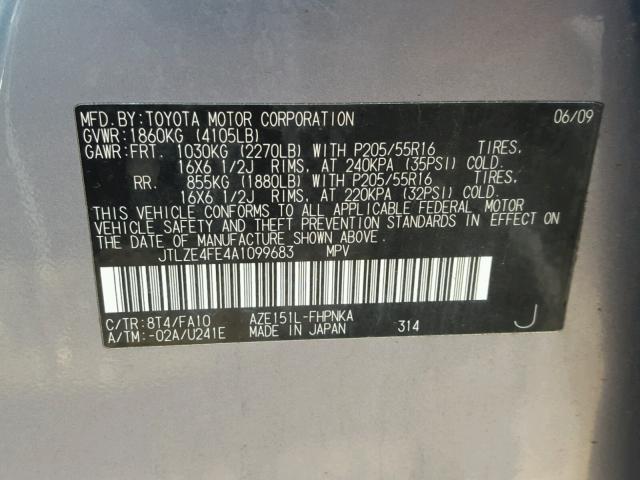 MFD.BY:TOYOTA MOTOR CORPORATION 06/09
GVWR:1860KG (4105LB)
GAWR:FRT. 1030KG (2270LB) WITH P205/55R16 TIRES,
16X6 1/2J RIMS, AT 240KPA (35PSI) COLD.
RR. 855KG (1880LB) WITH P205/55R16 TIRES,
16X6 1/2J RIMS, AT 220KPA (32PSI) COLD.
THIS VEHICLE CONFORMS TO ALL APPLICABLE FEDERAL MOTOR
VEHICLE SAFETY AND THEFT PREVENTION STANDARDS IN EFFECT ON
THE DATE OF MANUFACTURE SHOWN ABOVE.
JTLZE4FE4A1099683 MPV
C/TR:8T4/FA10 AZE151L-FHPNKA
A/TM:-02A/U241E MADE IN JAPAN 314 J